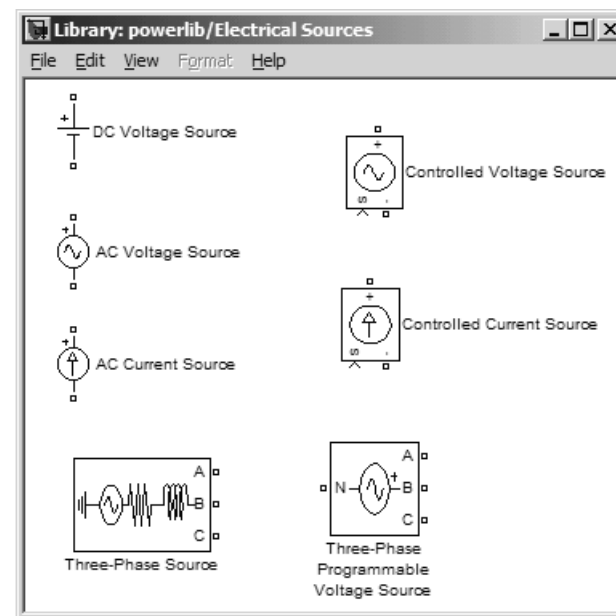 Library: powerlib/Electrical Sources
File Edit View Format Help
+
DC Voltage Source
+
Controlled Voltage Source
s -
+
AC Voltage Source
+
Controlled Current Source
s -
+
AC Current Source
A
B
C
Three-Phase Source
A
N + B
C
Three-Phase
Programmable
Voltage Source